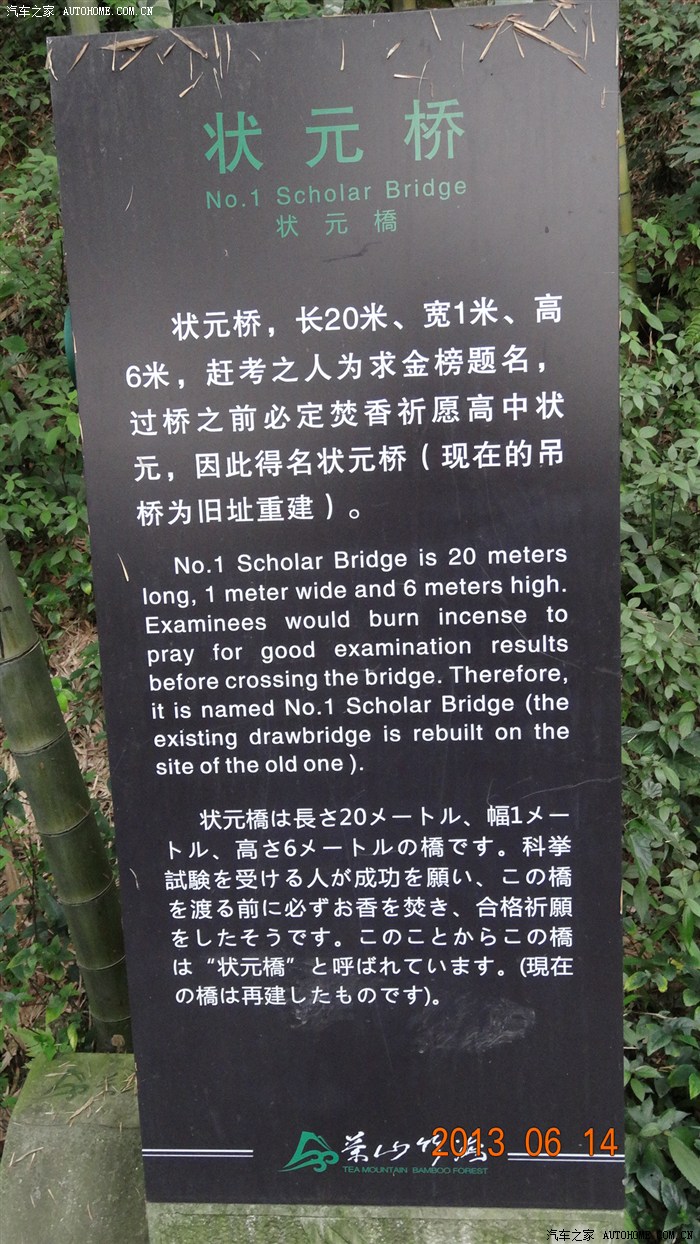 汽车之家 AUTOHOME.COM.CN
状元桥
No.1 Scholar Bridge
状元橋
状元桥，长20米、宽1米、高
6米，赶考之人为求金榜题名，
过桥之前必定焚香祈愿高中状
元，因此得名状元桥（现在的吊
桥为旧址重建）。
No.1 Scholar Bridge is 20 meters
long, 1 meter wide and 6 meters high.
Examinees would burn incense to
pray for good examination results
before crossing the bridge. Therefore,
it is named No.1 Scholar Bridge (the
existing drawbridge is rebuilt on the
site of the old one ).
状元橋は長さ20メートル、幅1メー
トル、高さ6メートルの橋です。科挙
試験を受ける人が成功を願い、この橋
を渡る前に必ずお香を焚き、合格祈願
をしたそうです。このことからこの橋
は“状元橋”と呼ばれています。(現在
の橋は再建したものです)。
茶山竹海
TEA MOUNTAIN BAMBOO FOREST
2013 06 14
汽车之家 AUTOHOME.COM.CN